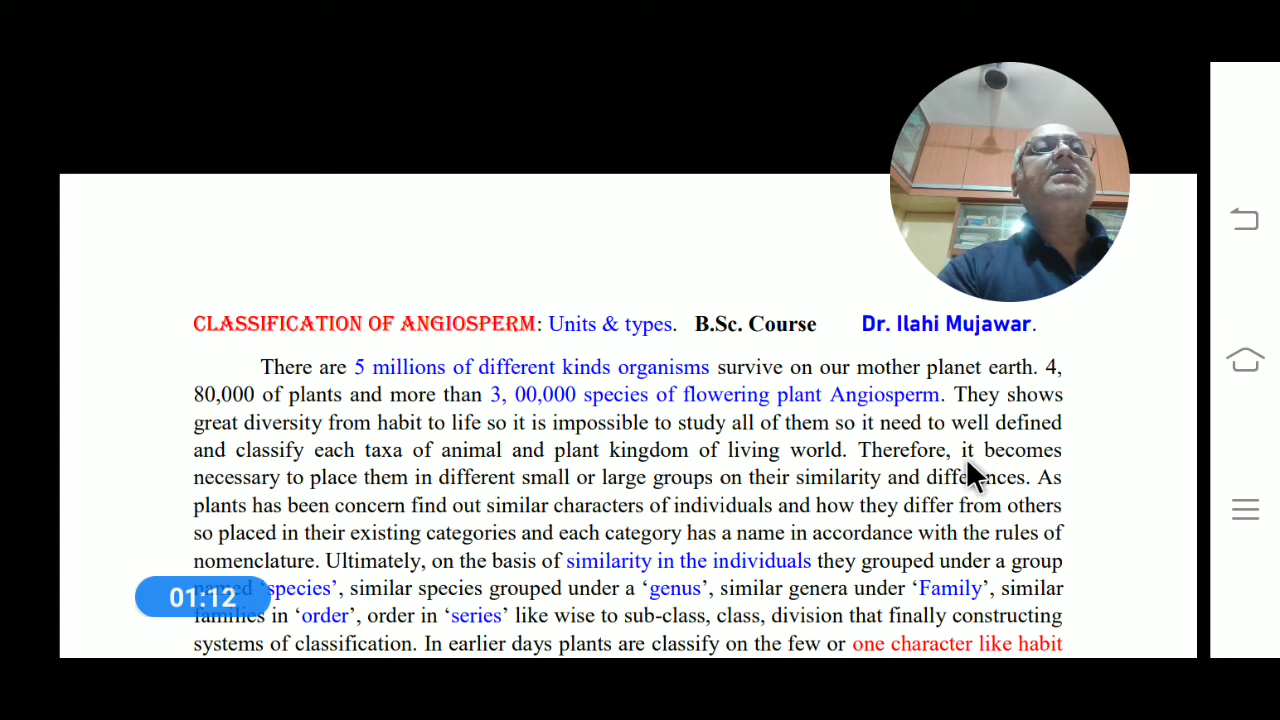 CLASSIFICATION OF ANGIOSPERM: Units & types. B.Sc. Course Dr. Ilahi Mujawar.
There are 5 millions of different kinds organisms survive on our mother planet earth. 4,
80,000 of plants and more than 3, 00,000 species of flowering plant Angiosperm. They shows
great diversity from habit to life so it is impossible to study all of them so it need to well defined
and classify each taxa of animal and plant kingdom of living world. Therefore, it becomes
necessary to place them in different small or large groups on their similarity and differences. As
plants has been concern find out similar characters of individuals and how they differ from others
so placed in their existing categories and each category has a name in accordance with the rules of
nomenclature. Ultimately, on the basis of similarity in the individuals they grouped under a group
named ‘species’, similar species grouped under a ‘genus’, similar genera under ‘Family’, similar
families in ‘order’, order in ‘series’ like wise to sub-class, class, division that finally constructing
systems of classification. In earlier days plants are classify on the few or one character like habit
01:12